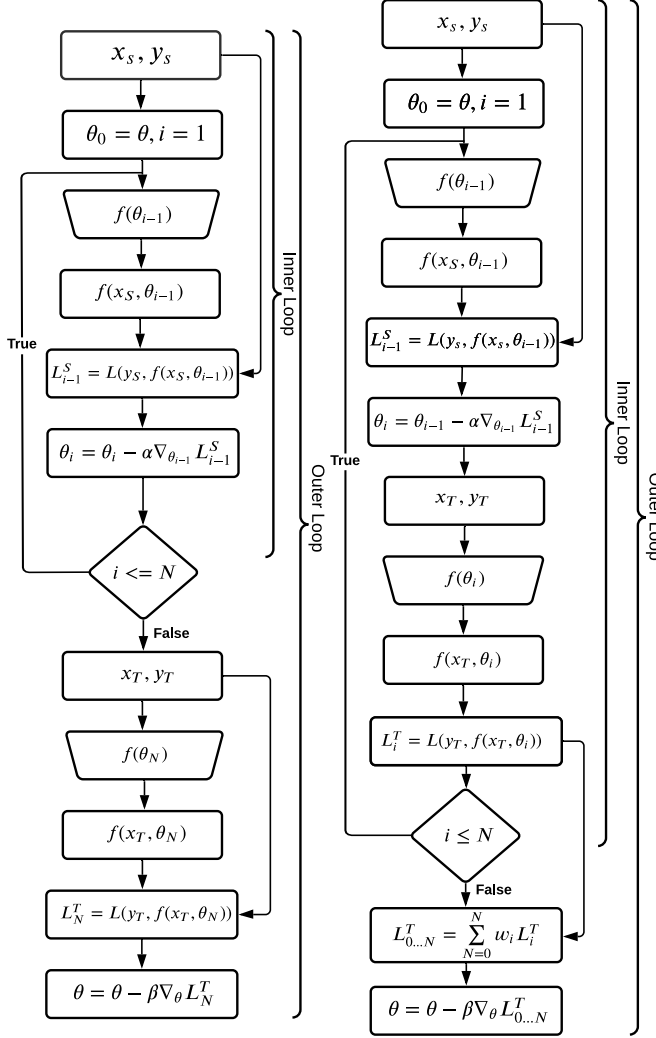 x_s, y_s
θ_0 = θ, i = 1
f(θ_{i−1})
f(x_S, θ_{i−1})
L^S_{i−1} = L(y_S, f(x_S, θ_{i−1}))
θ_i = θ_i − α∇_{θ_{i−1}} L^S_{i−1}
i <= N
True
False
x_T, y_T
f(θ_N)
f(x_T, θ_N)
L^T_N = L(y_T, f(x_T, θ_N))
θ = θ − β∇_θ L^T_N
Inner Loop
Outer Loop
x_s, y_s
θ_0 = θ, i = 1
f(θ_{i−1})
f(x_S, θ_{i−1})
L^S_{i−1} = L(y_s, f(x_s, θ_{i−1}))
θ_i = θ_{i−1} − α∇_{θ_{i−1}} L^S_{i−1}
True
x_T, y_T
f(θ_i)
f(x_T, θ_i)
L^T_i = L(y_T, f(x_T, θ_i))
i ≤ N
False
L^T_{0...N} = ∑_{N=0}^{N} w_i L^T_i
θ = θ − β∇_θ L^T_{0...N}
Inner Loop
Outer Loop